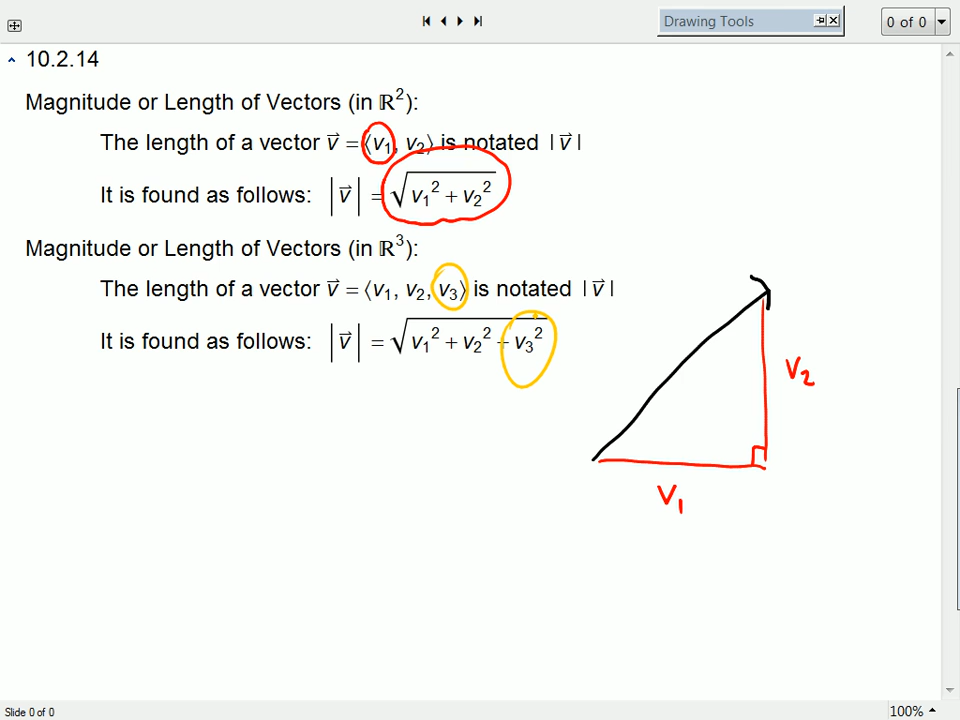 Drawing Tools
0 of 0
10.2.14
Magnitude or Length of Vectors (in ℝ²):
The length of a vector v⃗ = ⟨v₁, v₂⟩ is notated |v⃗|
It is found as follows: |v⃗| = √(v₁² + v₂²)
Magnitude or Length of Vectors (in ℝ³):
The length of a vector v⃗ = ⟨v₁, v₂, v₃⟩ is notated |v⃗|
It is found as follows: |v⃗| = √(v₁² + v₂² + v₃²)
v₂
v₁
Slide 0 of 0
100%